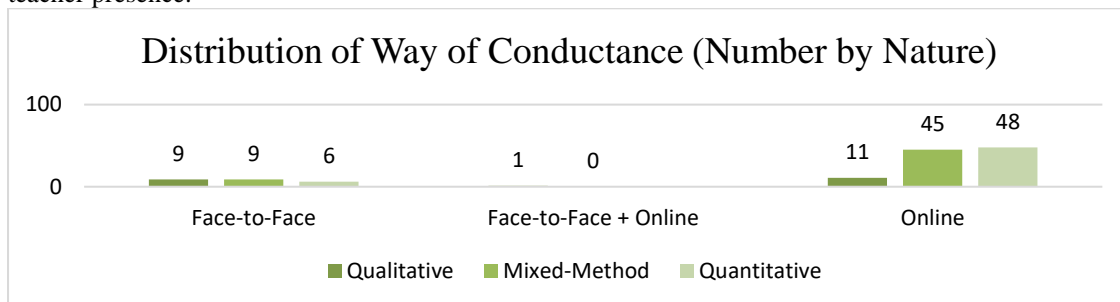 teacher presence.
Distribution of Way of Conductance (Number by Nature)
100
9 9 6 1 0 11 45 48
0
Face-to-Face Face-to-Face + Online Online
Qualitative Mixed-Method Quantitative